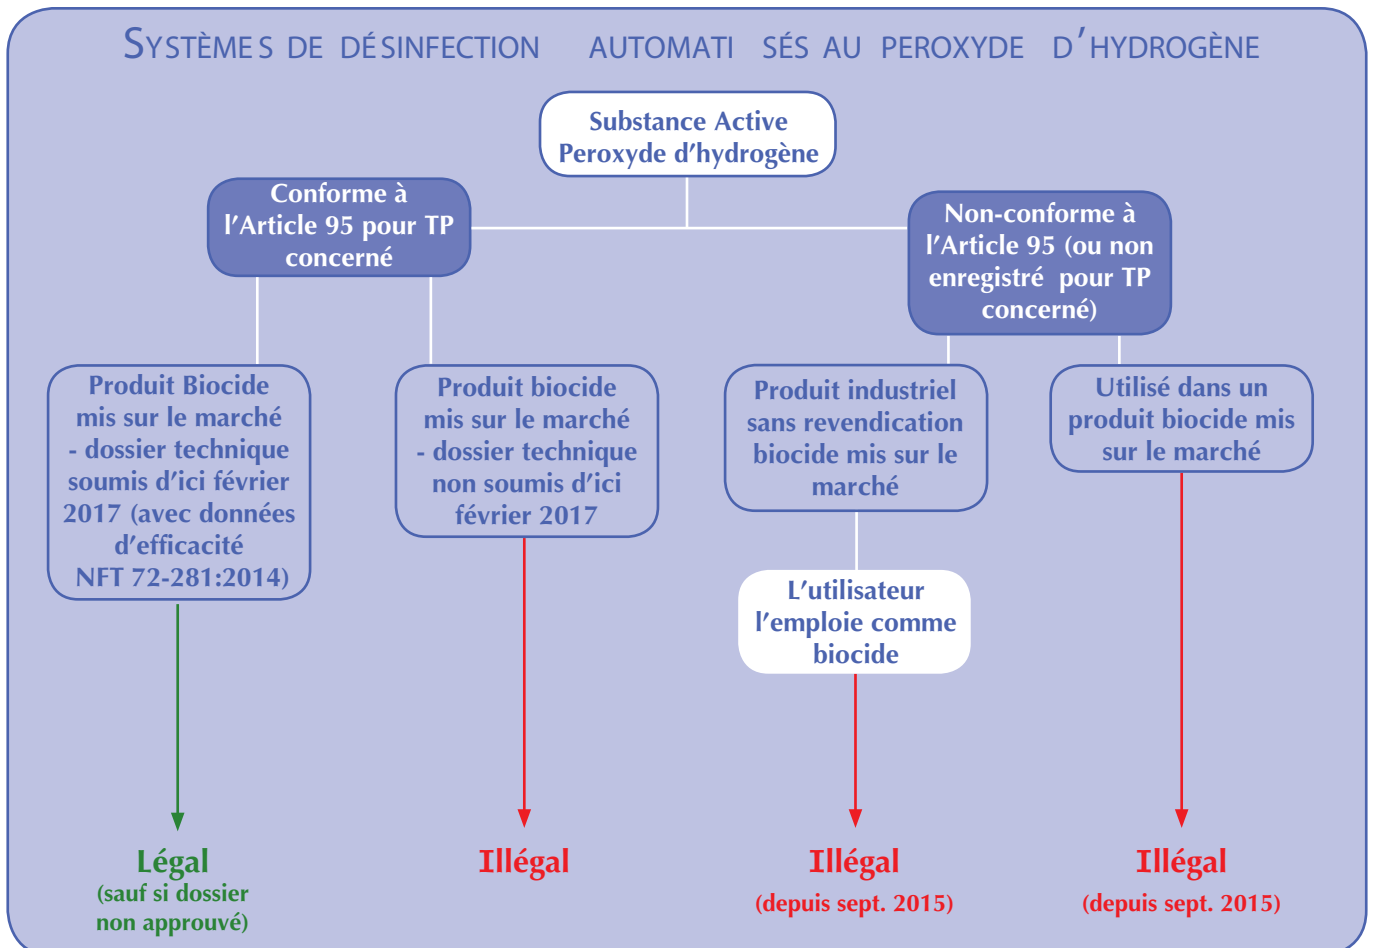 SYSTÈMES DE DÉSINFECTION AUTOMATISÉS AU PEROXYDE D'HYDROGÈNE
Substance Active
Peroxyde d'hydrogène
Conforme à
l'Article 95 pour TP
concerné
Non-conforme à
l'Article 95 (ou non
enregistré pour TP
concerné)
Produit Biocide
mis sur le marché
- dossier technique
soumis d'ici février
2017 (avec données
d'efficacité
NFT 72-281:2014)
Produit biocide
mis sur le marché
- dossier technique
non soumis d'ici
février 2017
Produit industriel
sans revendication
biocide mis sur le
marché
Utilisé dans un
produit biocide mis
sur le marché
L'utilisateur
l'emploie comme
biocide
Légal
(sauf si dossier
non approuvé)
Illégal
Illégal
(depuis sept. 2015)
Illégal
(depuis sept. 2015)